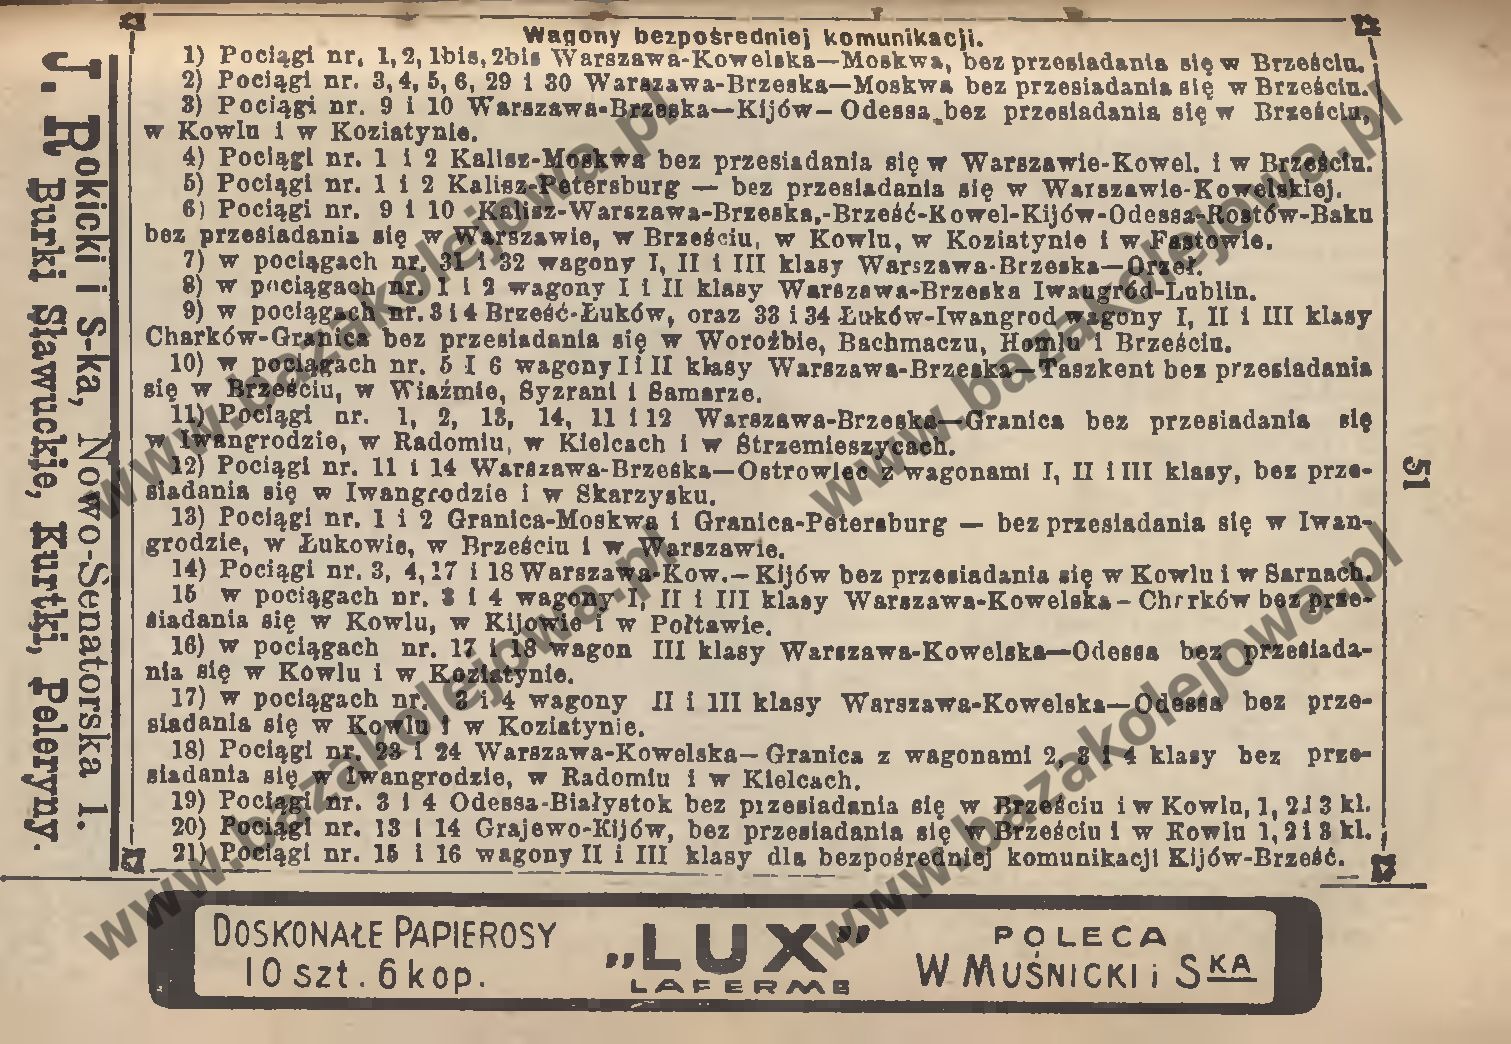 Wagony bezpośredniej komunikacji.
1) Pociągi nr. 1, 2, 1bis, 2bis Warszawa-Kowelska—Moskwa, bez przesiadania się w Brześciu.
2) Pociągi nr. 3, 4, 5, 6, 29 i 30 Warszawa-Brzeska—Moskwa bez przesiadania się w Brześciu.
3) Pociągi nr. 9 i 10 Warszawa-Brzeska—Kijów—Odessa bez przesiadania się w Brześciu,
w Kowlu i w Koziatynie.
4) Pociągi nr. 1 i 2 Kalisz-Moskwa bez przesiadania się w Warszawie-Kowel. i w Brześciu.
5) Pociągi nr. 1 i 2 Kalisz-Petersburg — bez przesiadania się w Warszawie-Kowelskiej.
6) Pociągi nr. 9 i 10 Kalisz-Warszawa-Brzeska,-Brześć-Kowel-Kijów-Odessa-Rostów-Baku
bez przesiadania się w Warszawie, w Brześciu, w Kowlu, w Koziatynie i w Fastowie.
7) w pociągach nr. 31 i 32 wagony I, II i III klasy Warszawa-Brzeska—Orzeł.
8) w pociągach nr. 1 i 2 wagony I i II klasy Warszawa-Brzeska Iwangród-Lublin.
9) w pociągach nr. 3 i 4 Brześć-Łuków, oraz 33 i 34 Łuków-Iwangrod wagony I, II i III klasy
Charków-Granica bez przesiadania się w Worożbie, Bachmaczu, Homlu i Brześciu.
10) w pociągach nr. 5 I 6 wagony I i II klasy Warszawa-Brzeska—Taszkent bez przesiadania
się w Brześciu, w Wiaźmie, Syzrani i Samarze.
11) Pociągi nr. 1, 2, 13, 14, 11 i 12 Warszawa-Brzeska—Granica bez przesiadania się
w Iwangrodzie, w Radomiu, w Kielcach i w Strzemieszycach.
12) Pociągi nr. 11 i 14 Warszawa-Brzeska—Ostrowiec z wagonami I, II i III klasy, bez prze-
siadania się w Iwangrodzie i w Skarzysku.
13) Pociągi nr. 1 i 2 Granica-Moskwa i Granica-Petersburg — bez przesiadania się w Iwan-
grodzie, w Łukowie, w Brześciu i w Warszawie.
14) Pociągi nr. 3, 4, 17 i 18 Warszawa-Kow.—Kijów bez przesiadania się w Kowlu i w Sarnach.
15 w pociągach nr. 3 i 4 wagony I, II i III klasy Warszawa-Kowelska-Chrrków bez prze-
siadania się w Kowlu, w Kijowie i w Połtawie.
16) w pociągach nr. 17 i 18 wagon III klasy Warszawa-Kowelska—Odessa bez przesiada-
nia się w Kowlu i w Koziatynie.
17) w pociągach nr. 3 i 4 wagony II i III klasy Warszawa-Kowelska—Odessa bez prze-
siadania się w Kowlu i w Koziatynie.
18) Pociągi nr. 23 i 24 Warszawa-Kowelska—Granica z wagonami 2, 3 i 4 klasy bez prze-
siadania się w Iwangrodzie, w Radomiu i w Kielcach.
19) Pociągi nr. 3 i 4 Odessa-Białystok bez przesiadania się w Brześciu i w Kowlu, 1, 2 i 3 kl.
20) Pociągi nr. 13 i 14 Grajewo-Kijów, bez przesiadania się w Brześciu i w Kowlu 1, 2 i 3 kl.
21) Pociągi nr. 15 i 16 wagony II i III klasy dla bezpośredniej komunikacji Kijów-Brześć.
J. Rokicki i S-ka, Nowo-Senatorska 1.
Burki Sławuckie, Kurtki, Peleryny.
51
DOSKONAŁE PAPIEROSY
10 szt. 6 kop.
„LUX”
LAFERME
POLECA
W MUŚNICKI i SKA
www.bazakolejowa.pl
www.bazakolejowa.pl
www.bazakolejowa.pl
www.bazakolejowa.pl